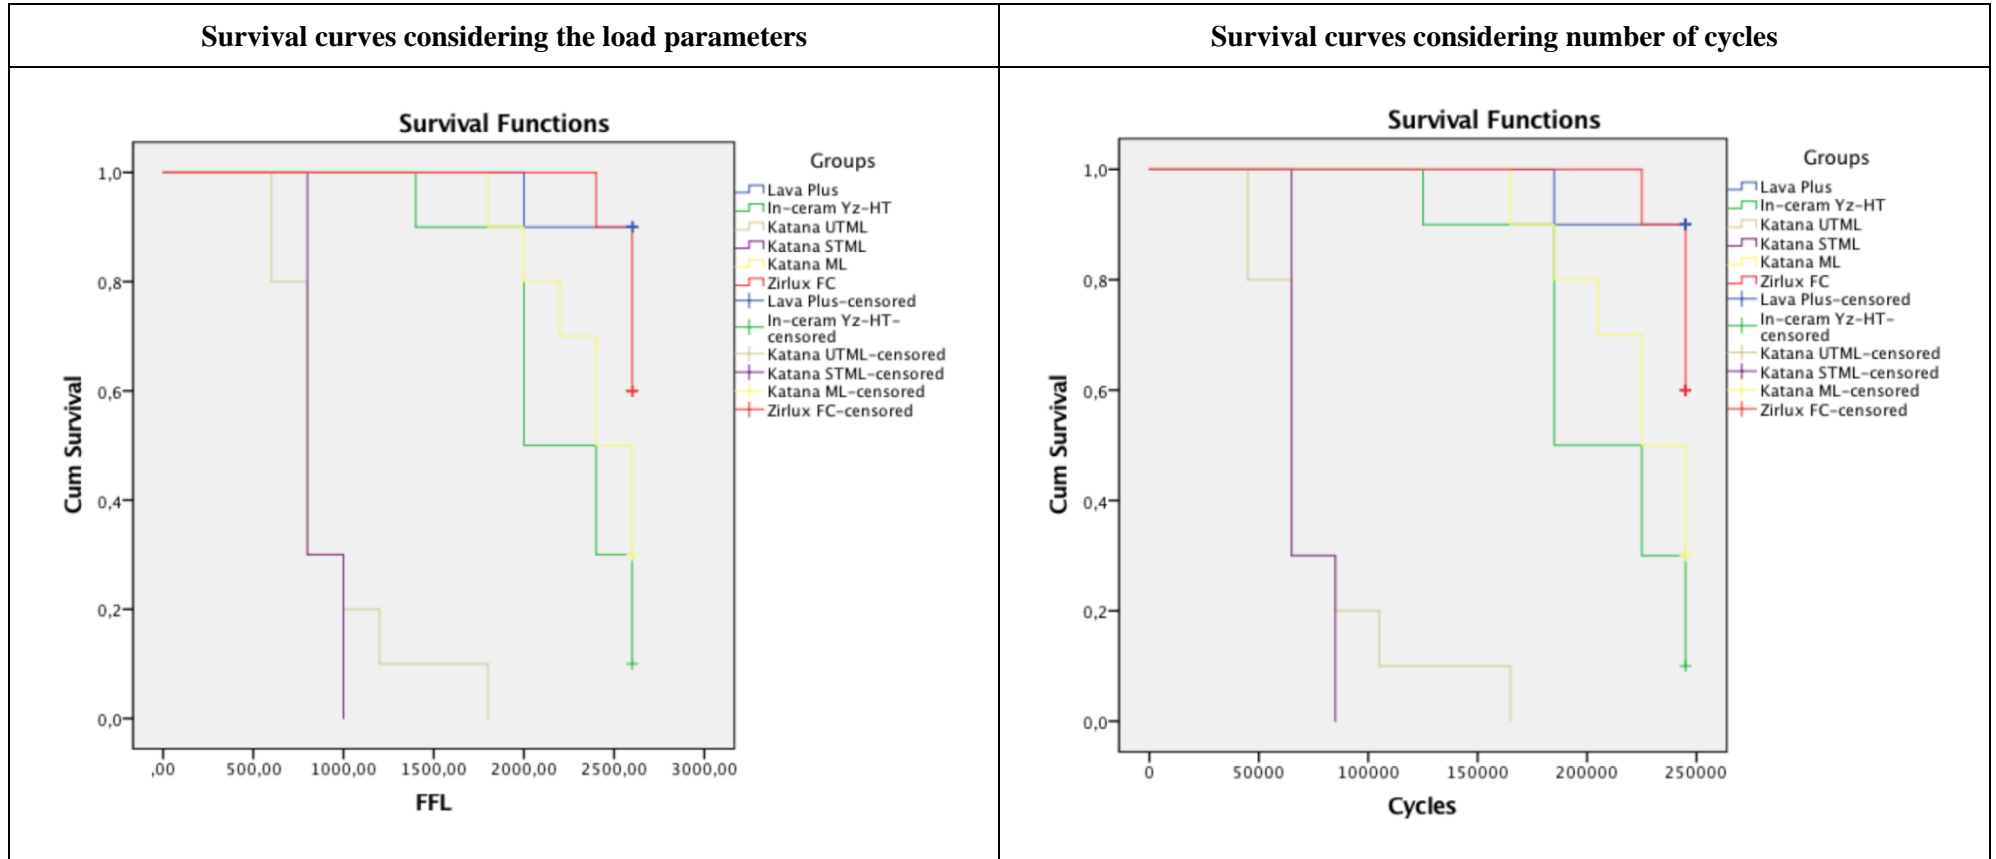 Survival curves considering the load parameters
Survival curves considering number of cycles
Survival Functions
Cum Survival
1,0
0,8
0,6
0,4
0,2
0,0
,00
500,00
1000,00
1500,00
2000,00
2500,00
3000,00
FFL
Groups
Lava Plus
In-ceram Yz-HT
Katana UTML
Katana STML
Katana ML
Zirlux FC
Lava Plus-censored
In-ceram Yz-HT-
censored
Katana UTML-censored
Katana STML-censored
Katana ML-censored
Zirlux FC-censored
Survival Functions
Cum Survival
1,0
0,8
0,6
0,4
0,2
0,0
0
50000
100000
150000
200000
250000
Cycles
Groups
Lava Plus
In-ceram Yz-HT
Katana UTML
Katana STML
Katana ML
Zirlux FC
Lava Plus-censored
In-ceram Yz-HT-
censored
Katana UTML-censored
Katana STML-censored
Katana ML-censored
Zirlux FC-censored